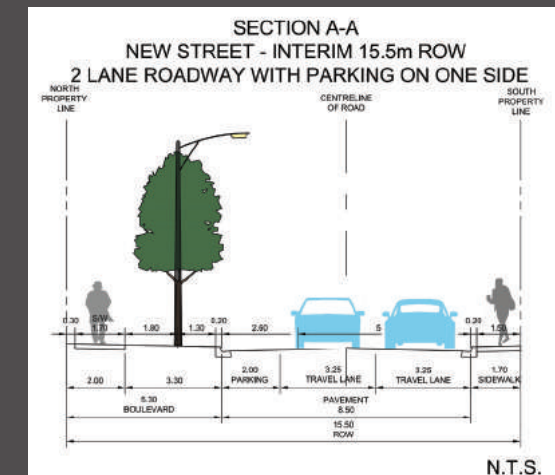 SECTION A-A
NEW STREET - INTERIM 15.5m ROW
2 LANE ROADWAY WITH PARKING ON ONE SIDE
NORTH
PROPERTY
LINE
CENTRELINE
OF ROAD
SOUTH
PROPERTY
LINE
0.30
S/W
1.70
1.80
1.30
0.20
2.60
5
0.20
1.50
2.00
3.30
2.00
PARKING
3.25
TRAVEL LANE
3.25
TRAVEL LANE
1.70
SIDEWALK
5.30
BOULEVARD
PAVEMENT
8.50
15.50
ROW
N.T.S.